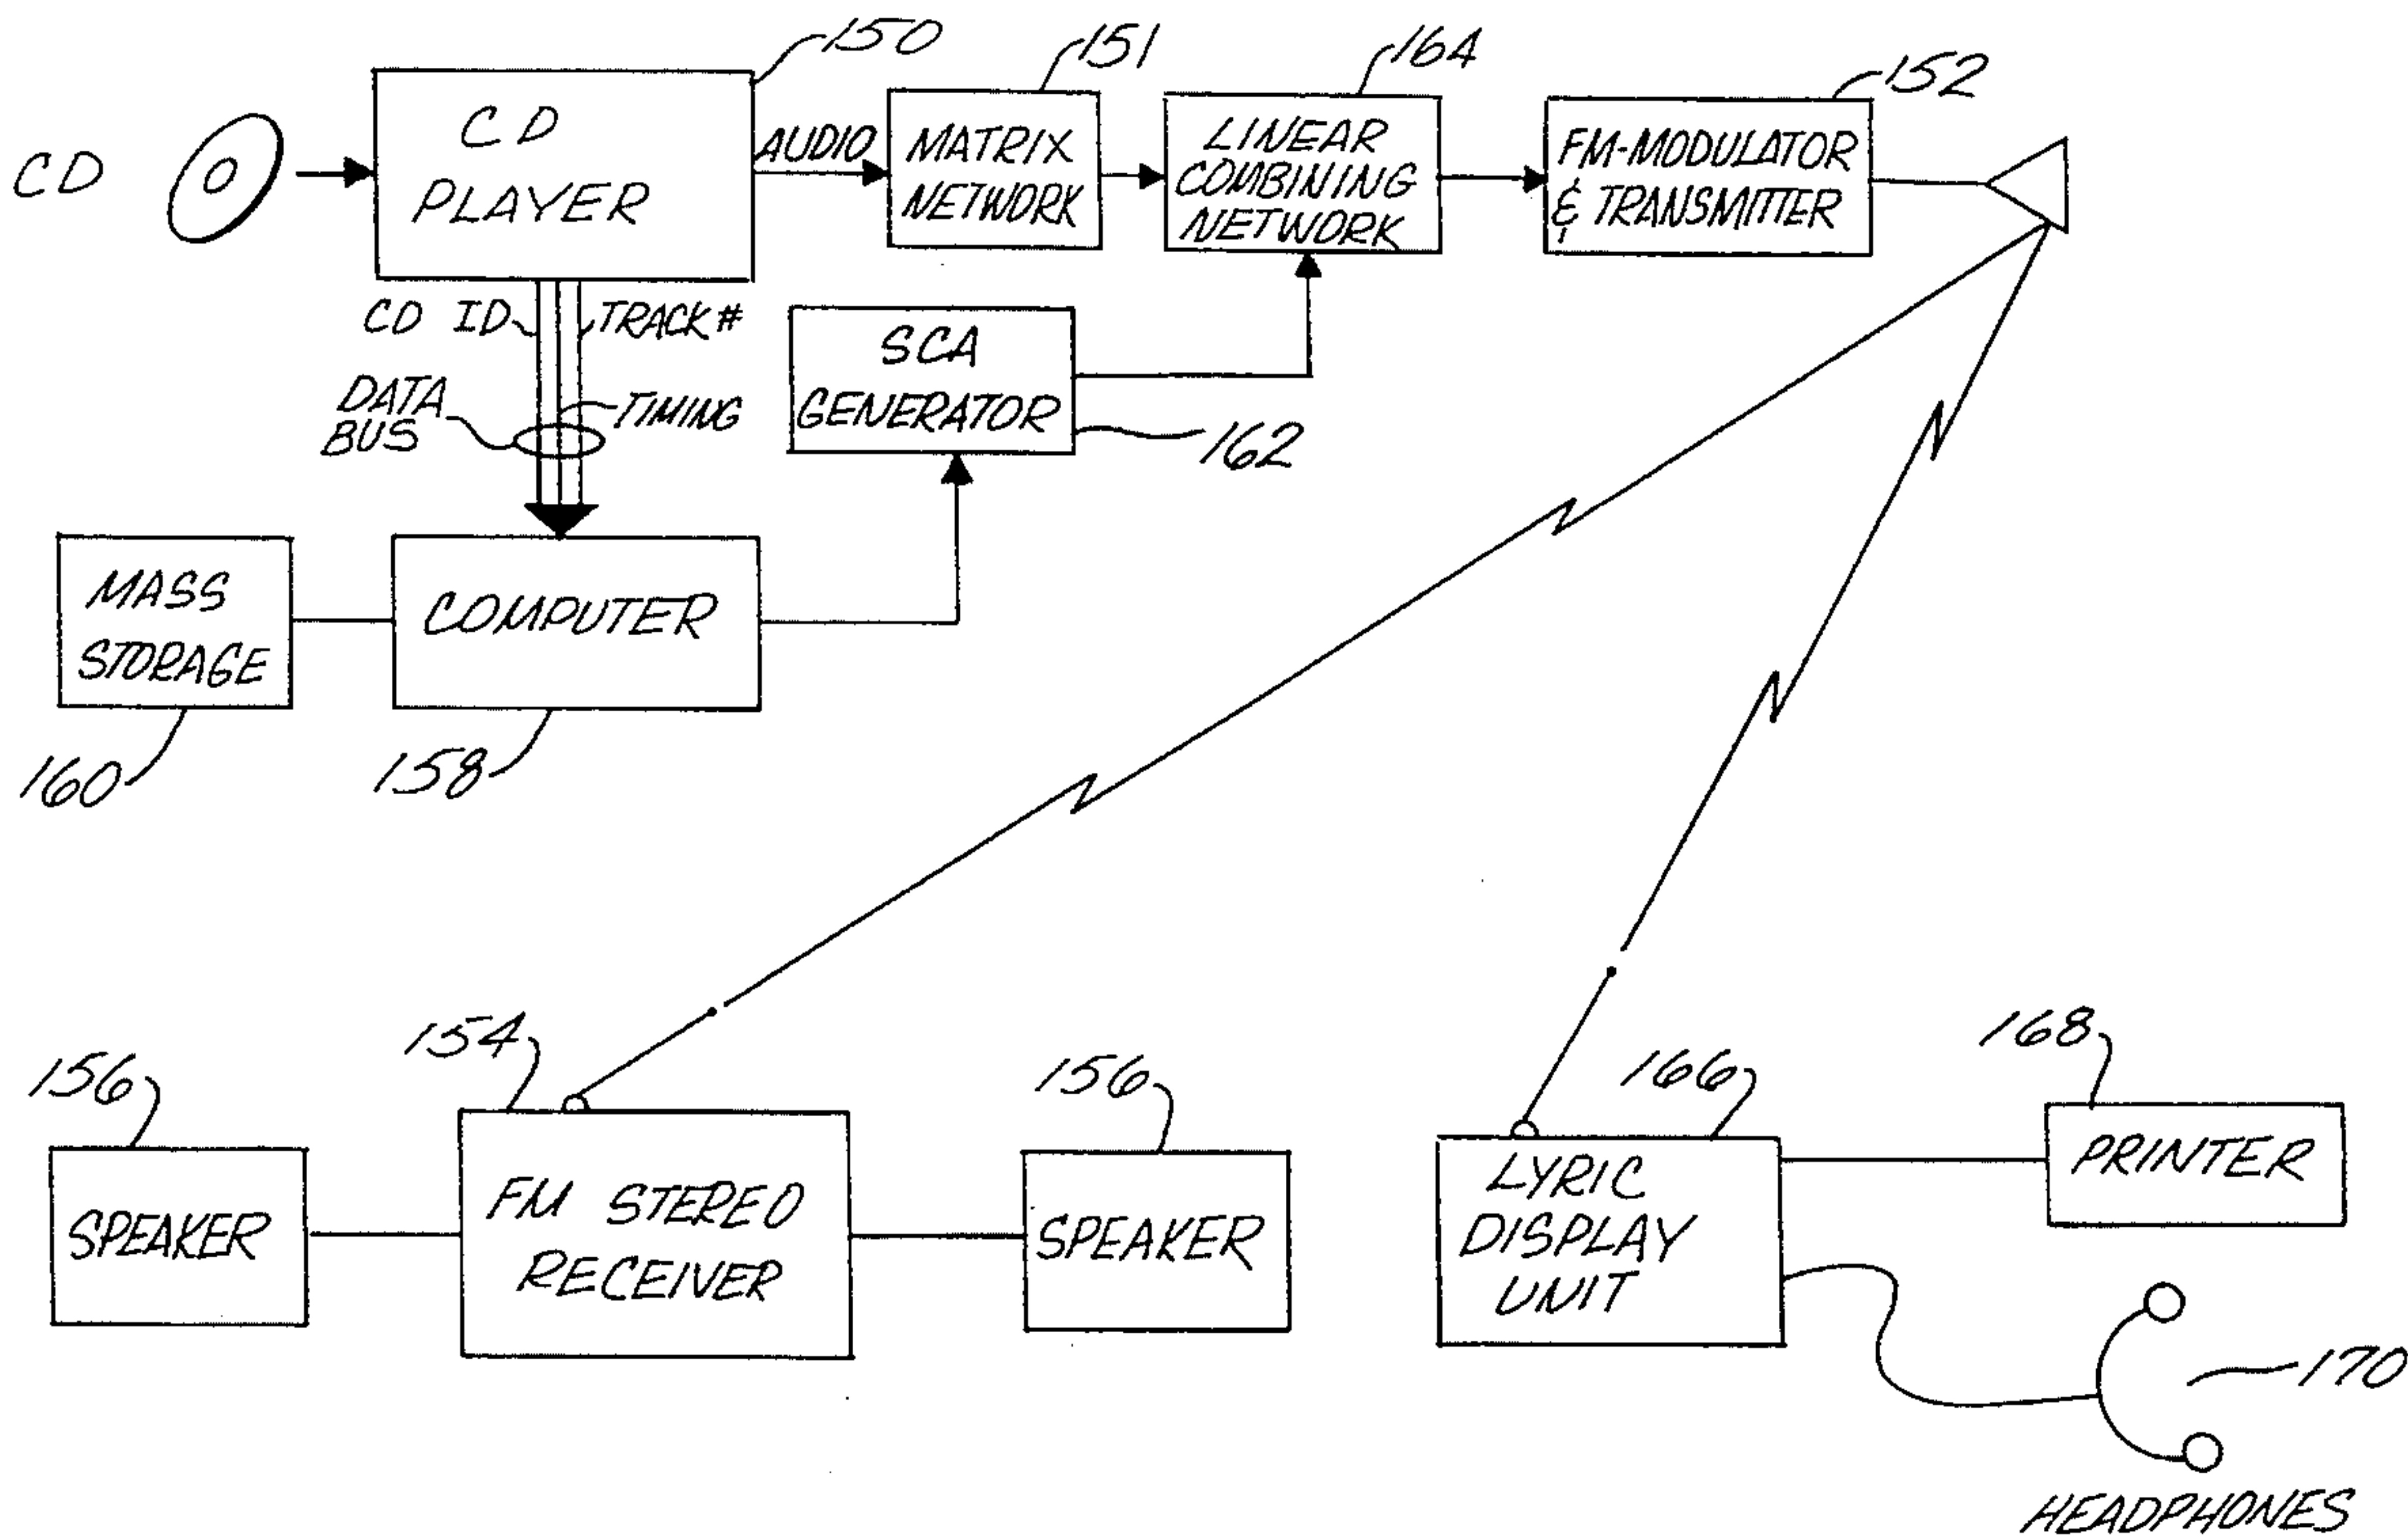 150
151
164
152
CD
CD
PLAYER
AUDIO
MATRIX
NETWORK
LINEAR
COMBINING
NETWORK
FM-MODULATOR
& TRANSMITTER
CD ID
TRACK #
DATA
BUS
TIMING
SCA
GENERATOR
162
MASS
STORAGE
COMPUTER
160
158
156
154
156
166
168
SPEAKER
FM STEREO
RECEIVER
SPEAKER
LYRIC
DISPLAY
UNIT
PRINTER
170
HEADPHONES